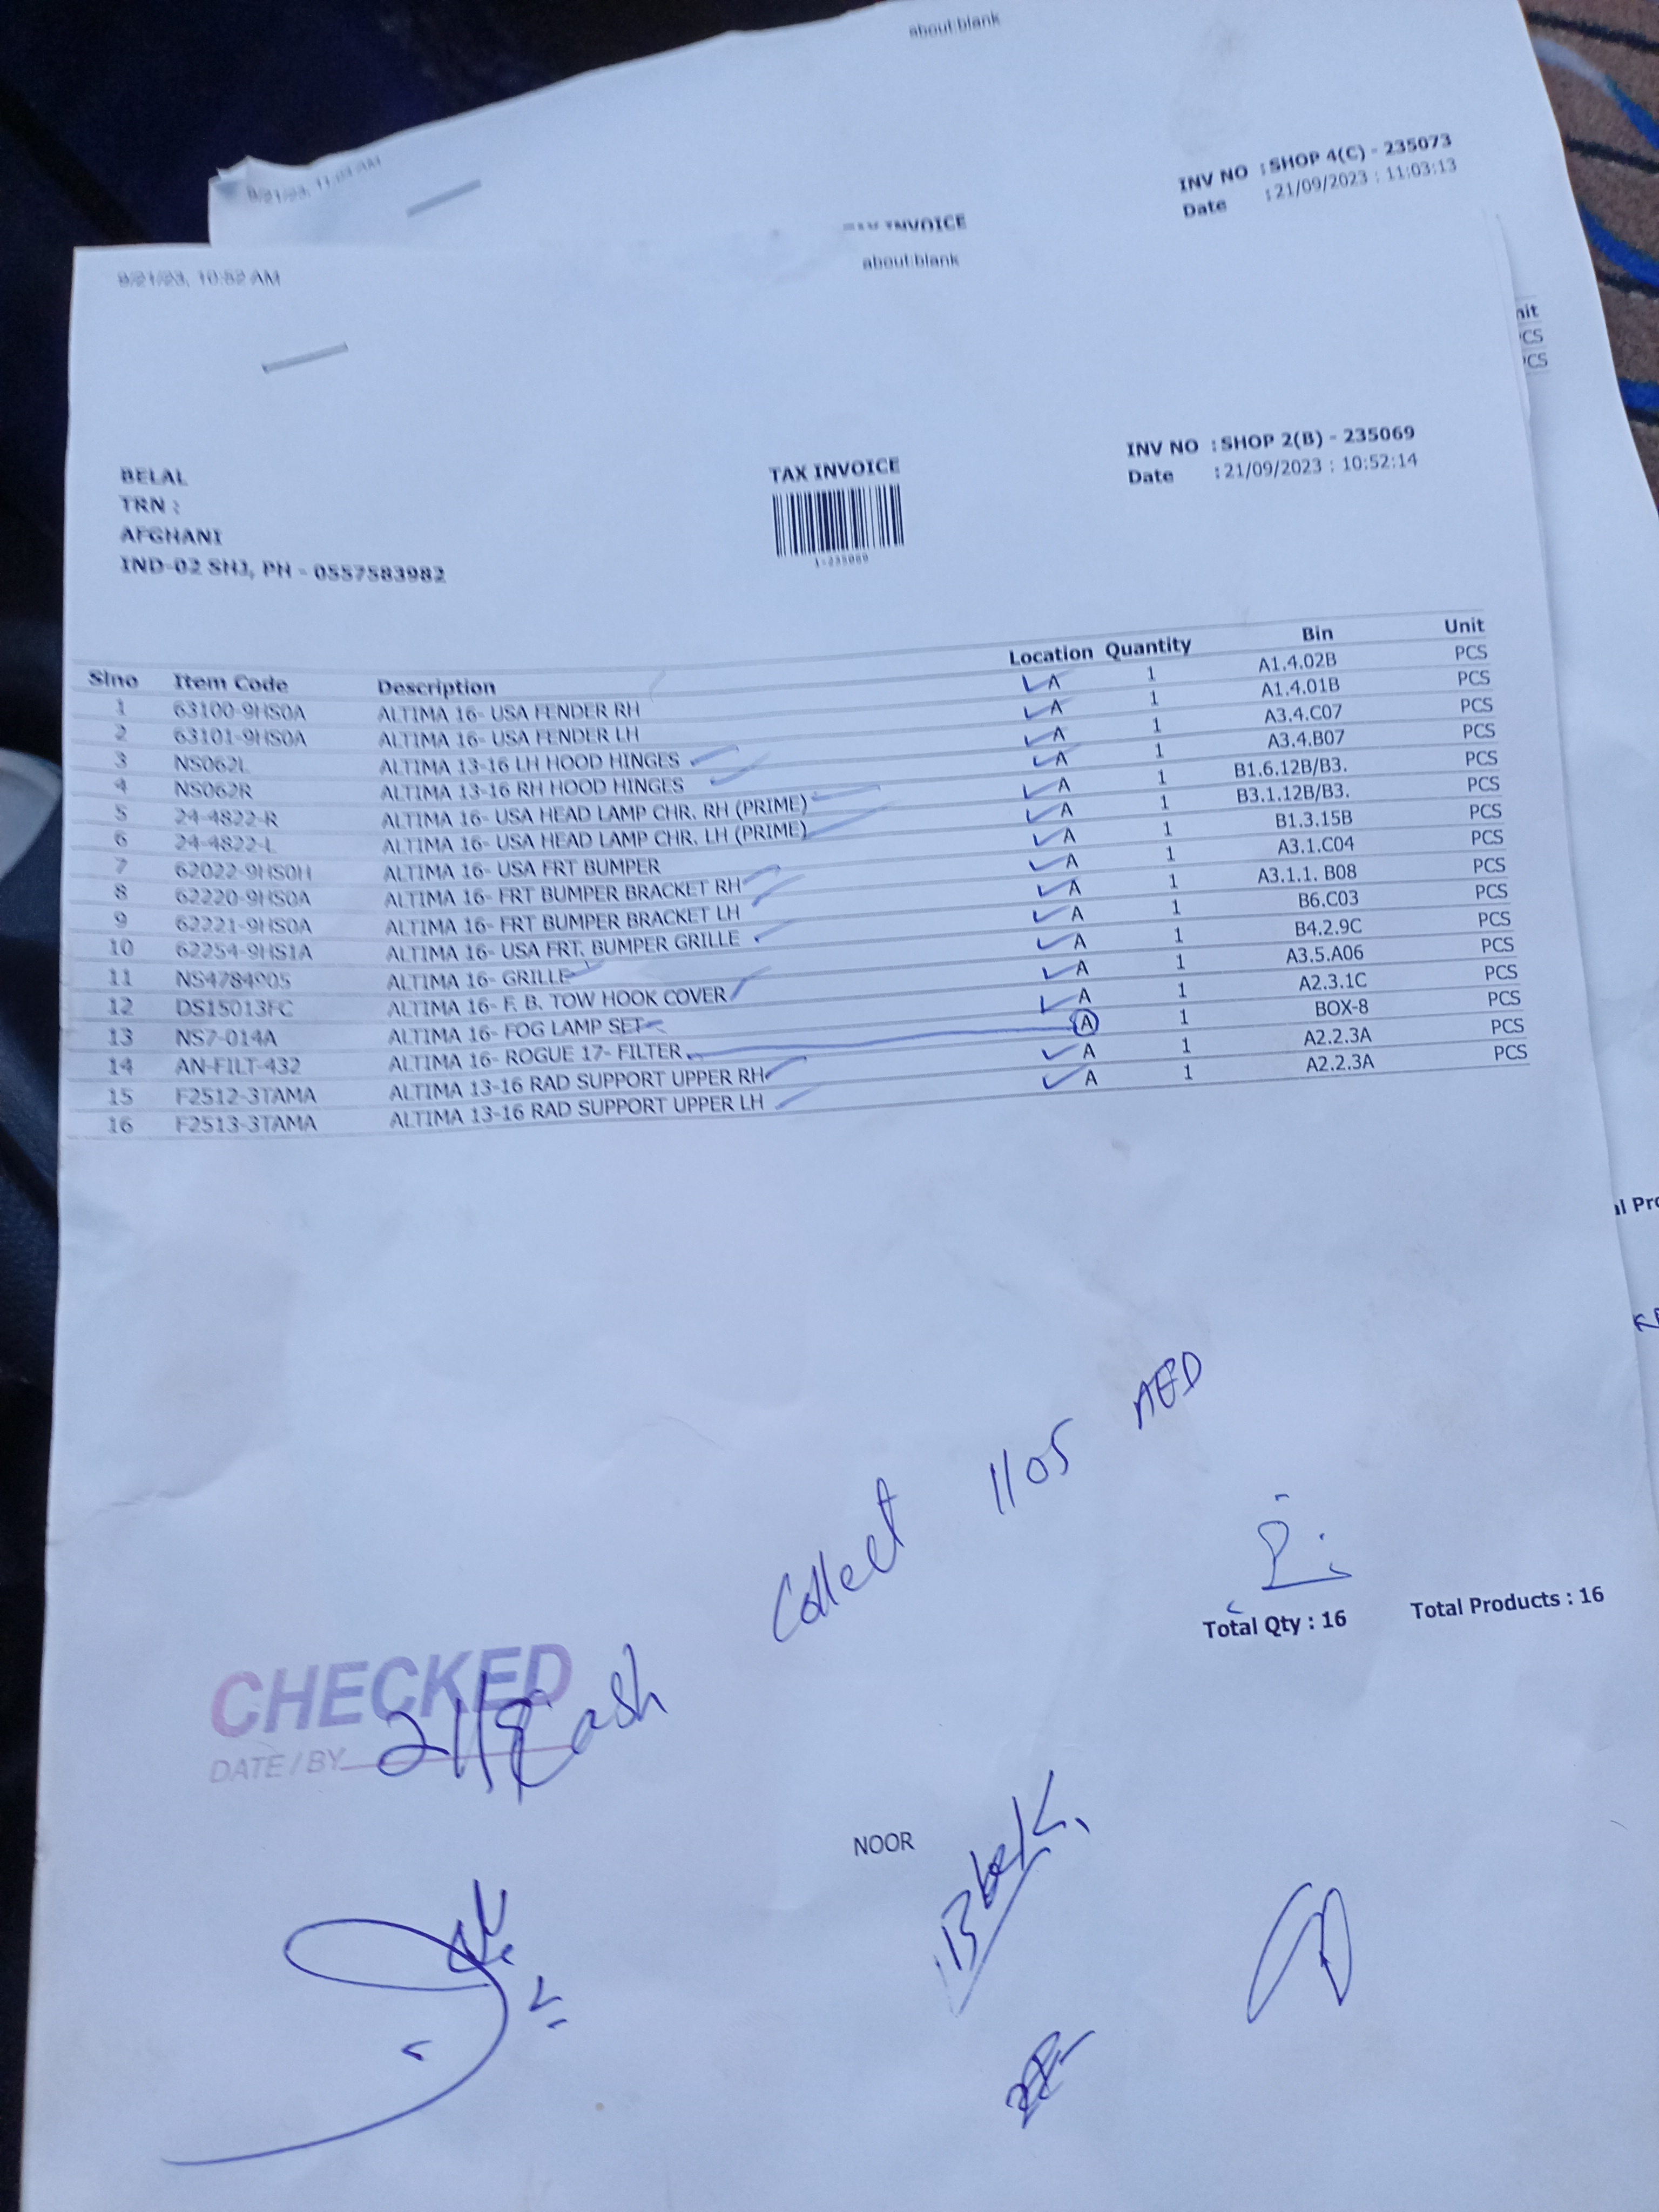 about:blank
9/21/23, 11:03 AM
INV NO : SHOP 4(C) - 235073
Date : 21/09/2023 : 11:03:13
INVOICE
9/21/23, 10:52 AM
about:blank
nit
CS
CS
BELAL
TRN :
AFGHANI
IND-02 SHJ, PH - 0557583982
TAX INVOICE
1-235069
INV NO : SHOP 2(B) - 235069
Date : 21/09/2023 : 10:52:14
Slno Item Code Description Location Quantity Bin Unit
1 63100-9HS0A ALTIMA 16- USA FENDER RH A 1 A1.4.02B PCS
2 63101-9HS0A ALTIMA 16- USA FENDER LH A 1 A1.4.01B PCS
3 NS062L ALTIMA 13-16 LH HOOD HINGES A 1 A3.4.C07 PCS
4 NS062R ALTIMA 13-16 RH HOOD HINGES A 1 A3.4.B07 PCS
5 24-4822-R ALTIMA 16- USA HEAD LAMP CHR. RH (PRIME) A 1 B1.6.12B/B3. PCS
6 24-4822-L ALTIMA 16- USA HEAD LAMP CHR. LH (PRIME) A 1 B3.1.12B/B3. PCS
7 62022-9HS0H ALTIMA 16- USA FRT BUMPER A 1 B1.3.15B PCS
8 62220-9HS0A ALTIMA 16- FRT BUMPER BRACKET RH A 1 A3.1.C04 PCS
9 62221-9HS0A ALTIMA 16- FRT BUMPER BRACKET LH A 1 A3.1.1. B08 PCS
10 62254-9HS1A ALTIMA 16- USA FRT. BUMPER GRILLE A 1 B6.C03 PCS
11 NS4784905 ALTIMA 16- GRILLE A 1 B4.2.9C PCS
12 DS15013FC ALTIMA 16- F. B. TOW HOOK COVER A 1 A3.5.A06 PCS
13 NS7-014A ALTIMA 16- FOG LAMP SET A 1 A2.3.1C PCS
14 AN-FILT-432 ALTIMA 16- ROGUE 17- FILTER A 1 BOX-8 PCS
15 F2512-3TAMA ALTIMA 13-16 RAD SUPPORT UPPER RH A 1 A2.2.3A PCS
16 F2513-3TAMA ALTIMA 13-16 RAD SUPPORT UPPER LH A 1 A2.2.3A PCS
al Pro
Cash Collect 1105 AED
Total Qty : 16 Total Products : 16
CHECKED
DATE/BY 21/9
NOOR